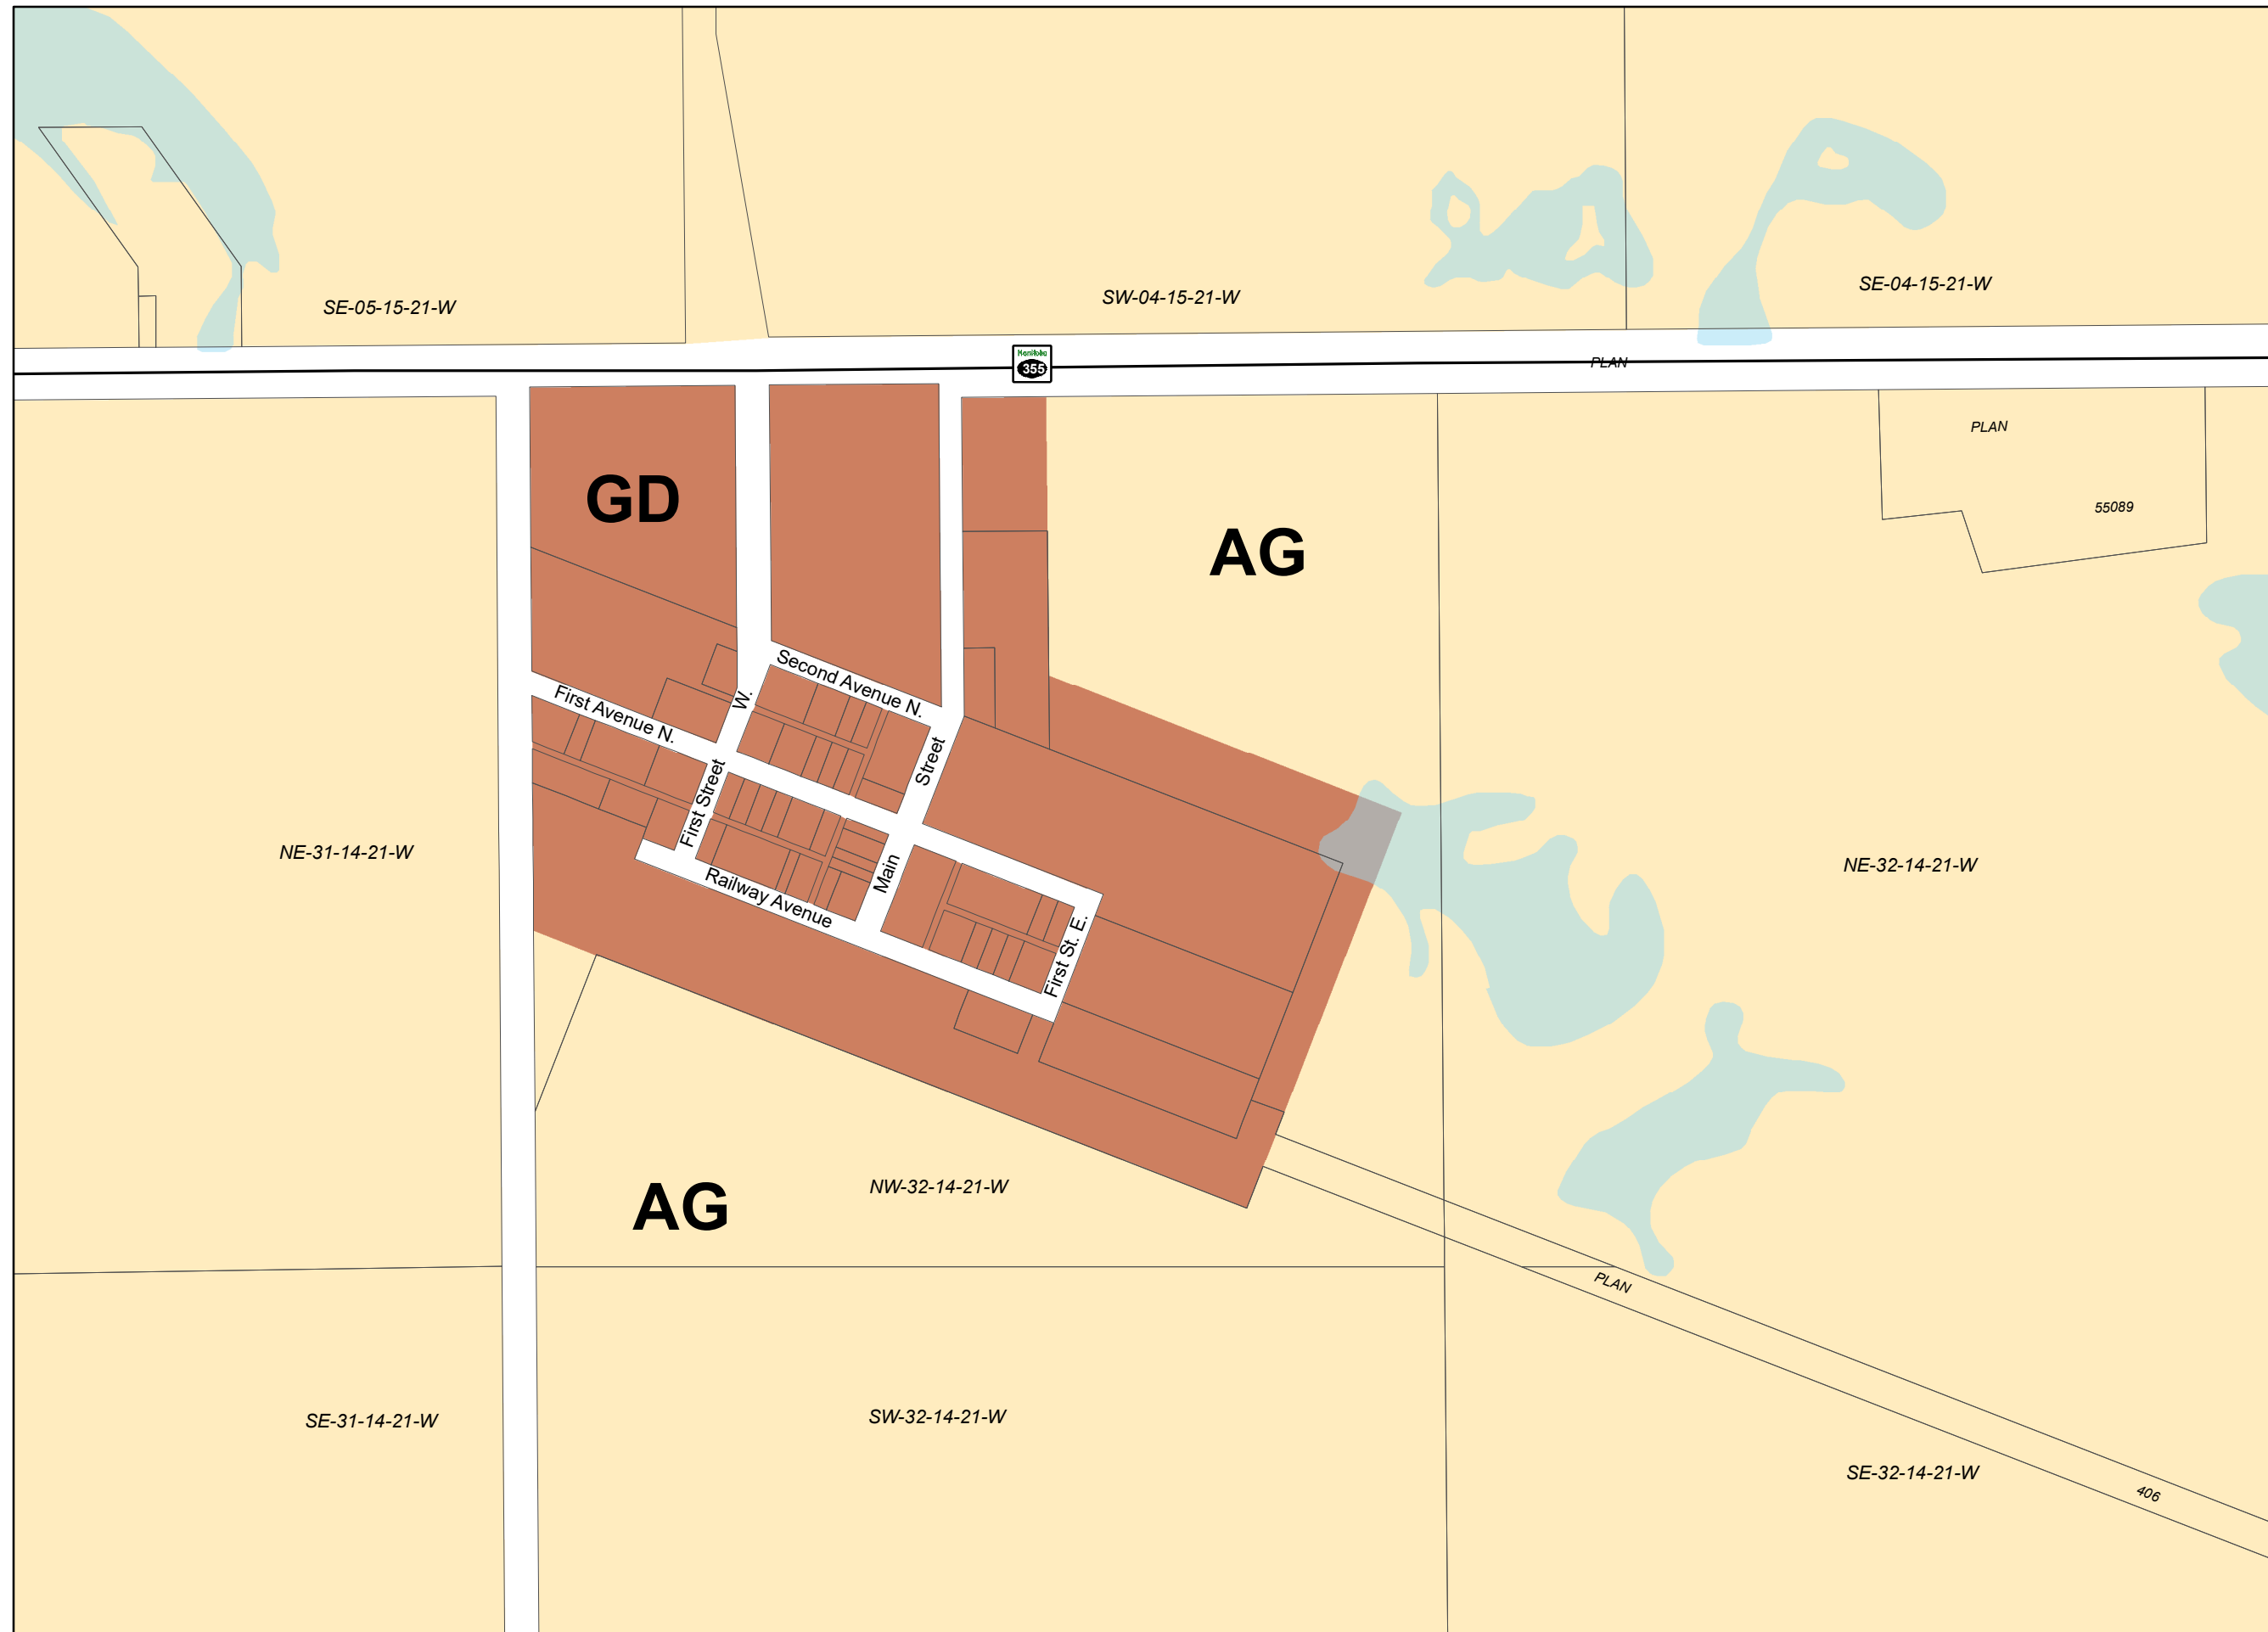 SE-05-15-21-W
SW-04-15-21-W
SE-04-15-21-W
Manitoba
355
PLAN
PLAN
55089
GD
AG
Second Avenue N.
First Avenue N.
W.
First Street
Street
Main
Railway Avenue
First St. E.
NE-31-14-21-W
NE-32-14-21-W
NW-32-14-21-W
AG
PLAN
SE-31-14-21-W
SW-32-14-21-W
SE-32-14-21-W
406